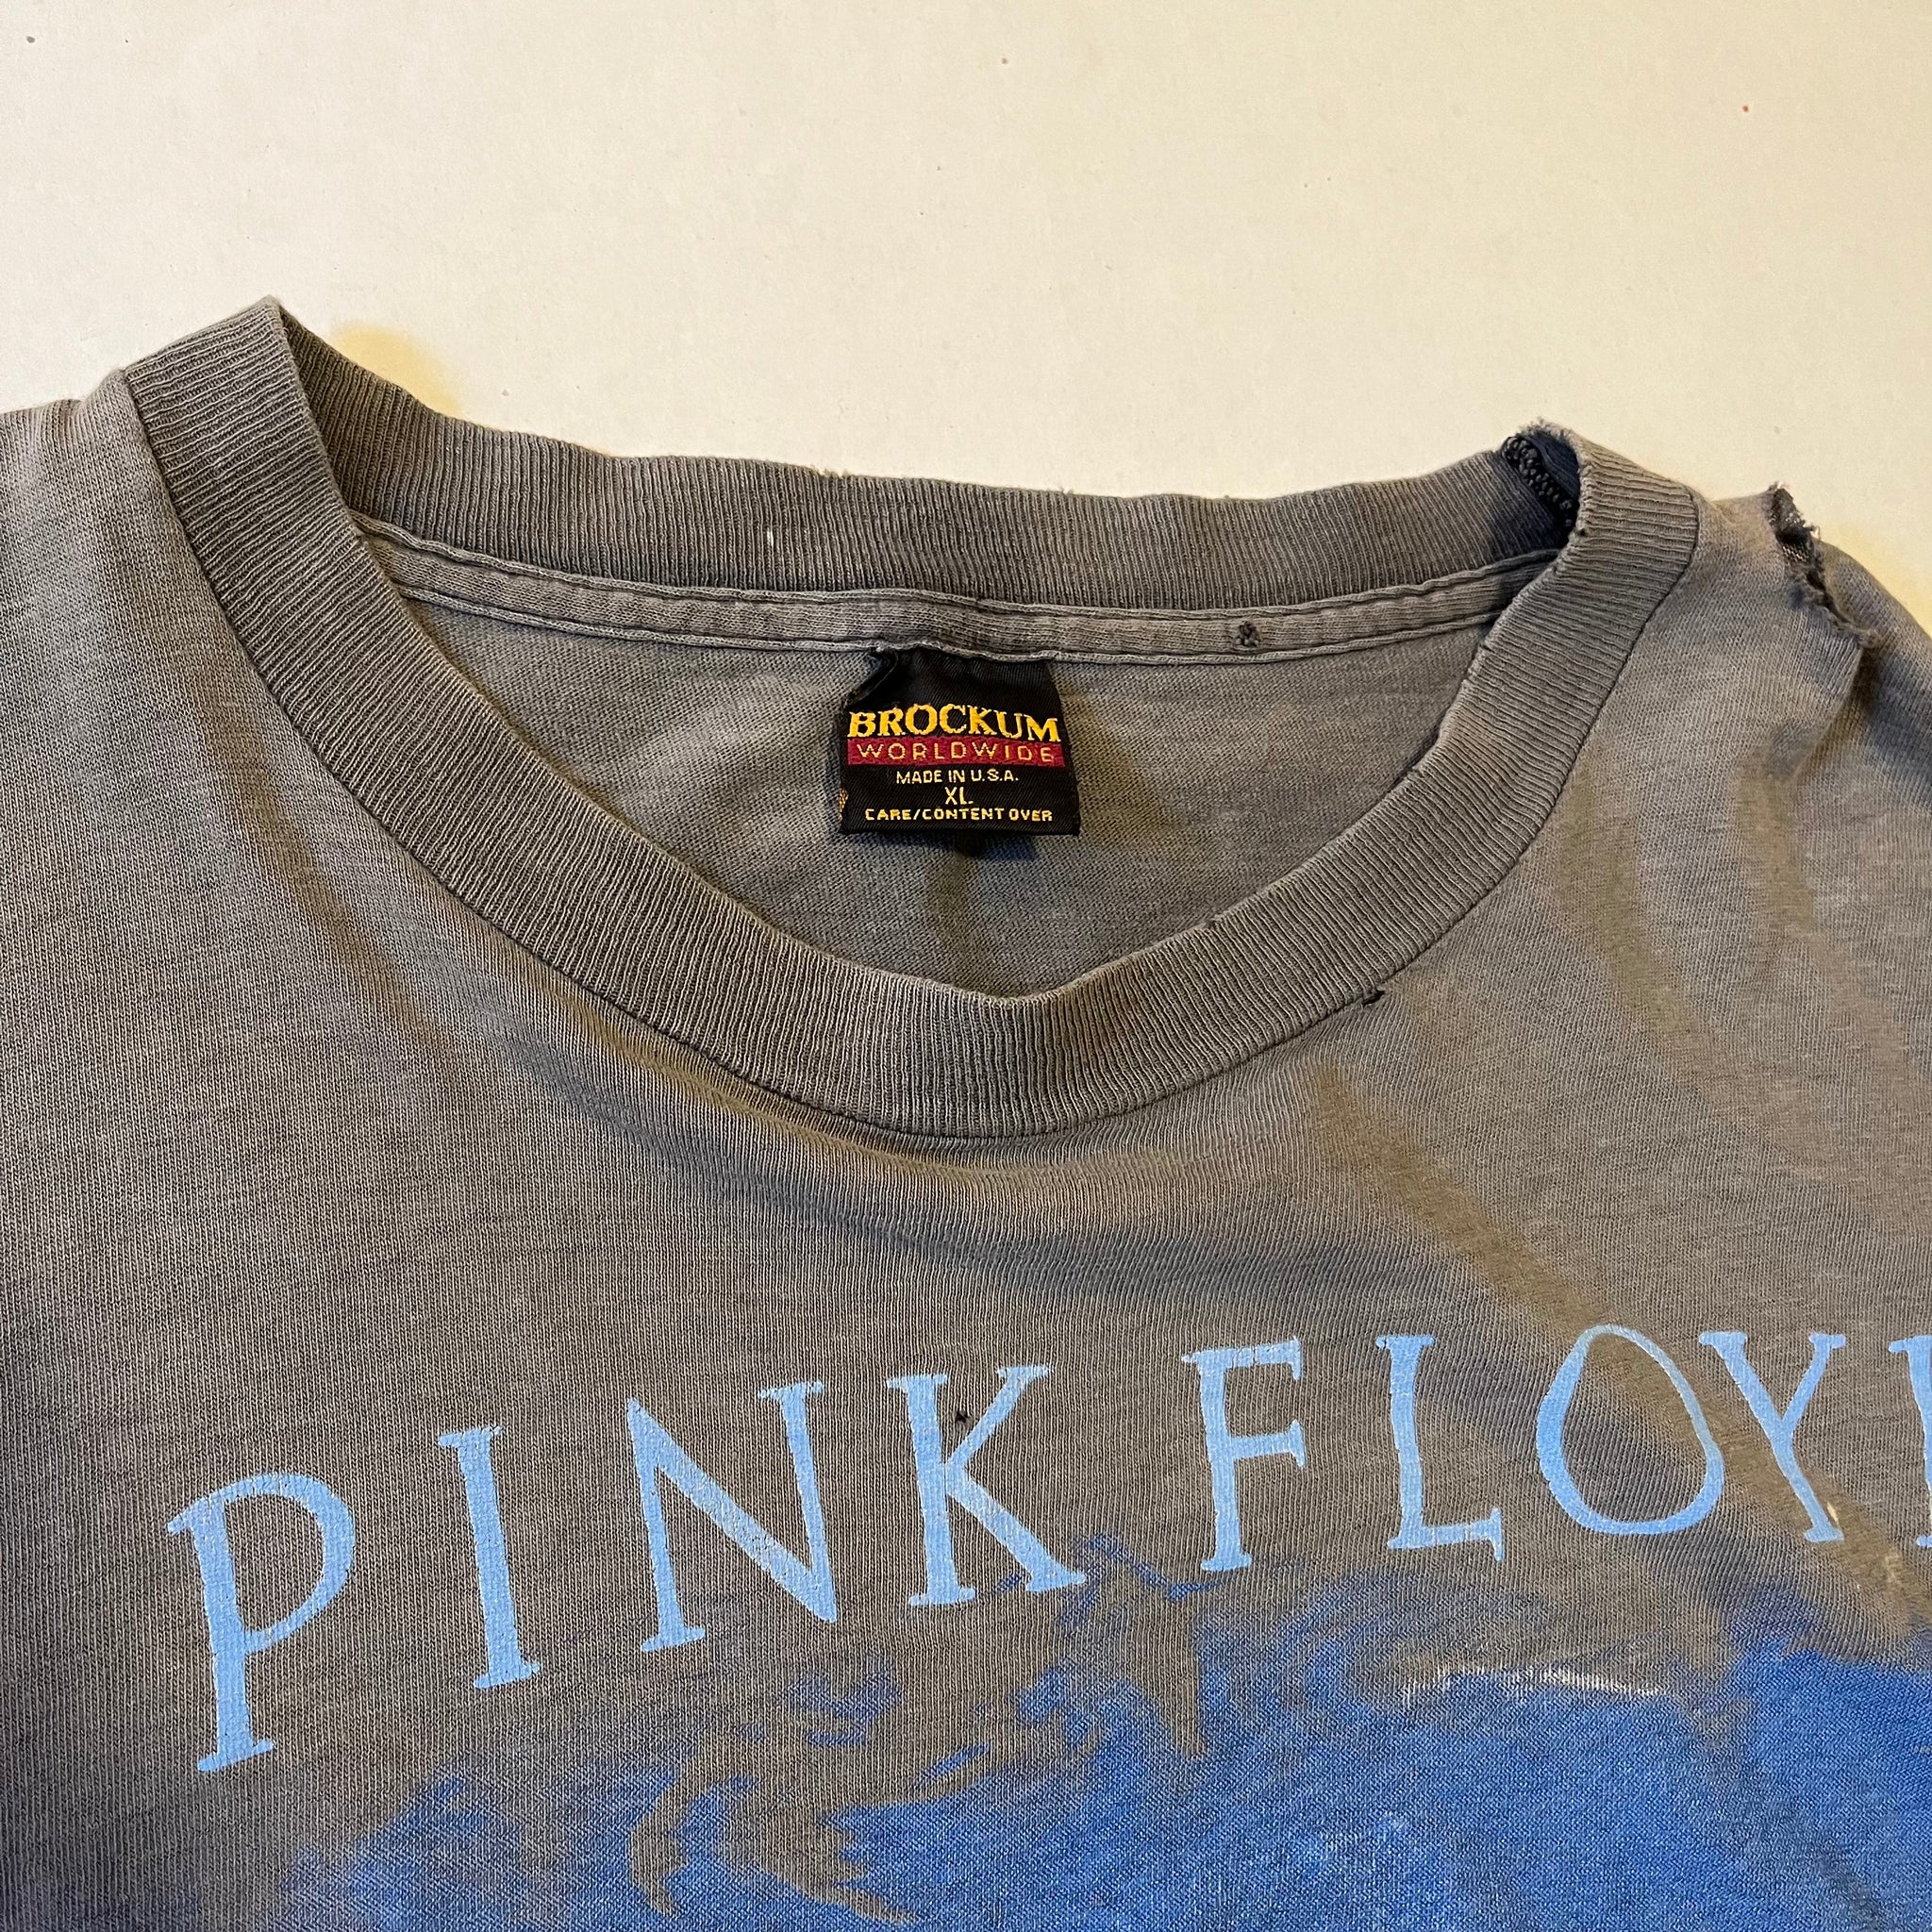 BROCKUM
WORLDWIDE
MADE IN U.S.A.
XL
CARE/CONTENT OVER
PINK FLOY